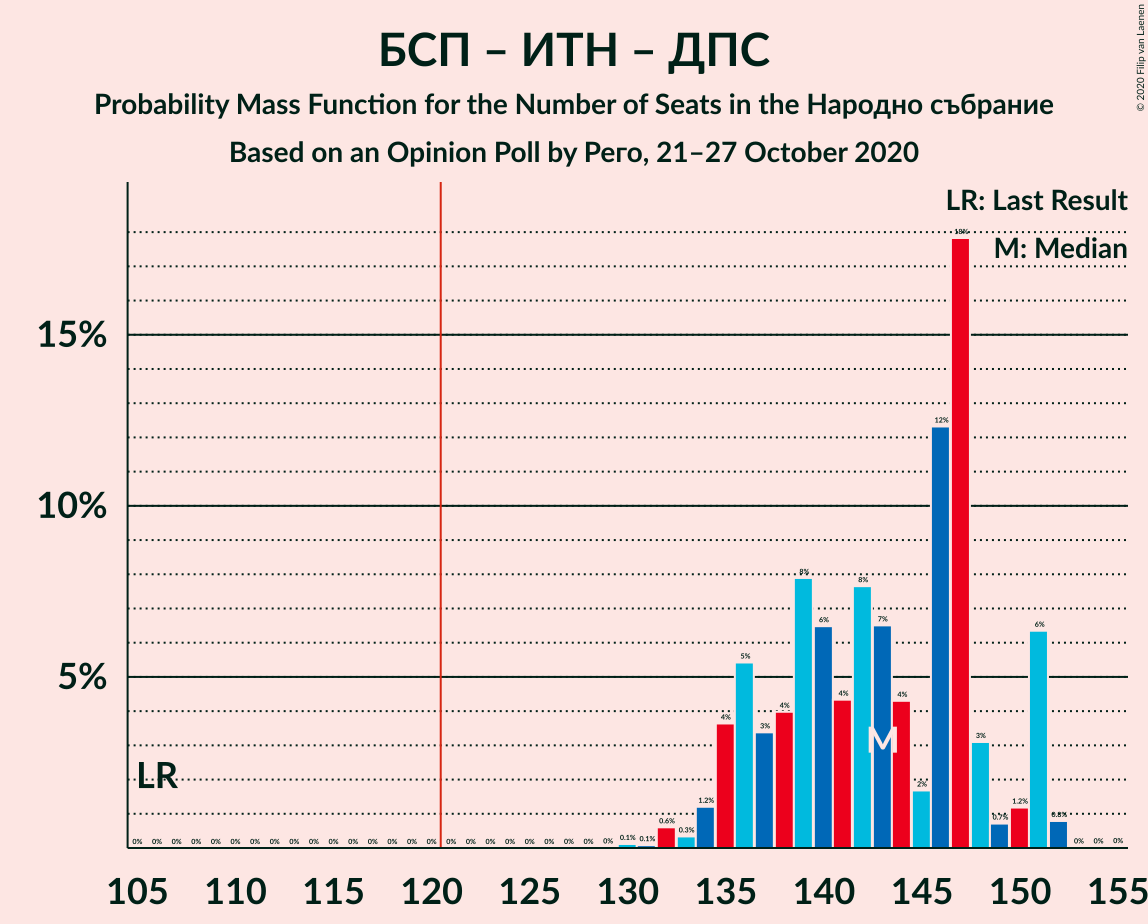 БСП – ИТН – ДПС
Probability Mass Function for the Number of Seats in the Народно събрание
Based on an Opinion Poll by Рего, 21–27 October 2020
© 2020 Filip van Laenen
LR: Last Result
M: Median
15%
10%
5%
LR
M
0% 0% 0% 0% 0% 0% 0% 0% 0% 0% 0% 0% 0% 0% 0% 0% 0% 0% 0% 0% 0% 0% 0% 0% 0% 0.1% 0.1% 0.6% 0.3% 1.2% 4% 5% 3% 4% 8% 6% 4% 8% 7% 4% 2% 12% 18% 3% 0.7% 1.2% 6% 0.8% 0% 0% 0%
105 110 115 120 125 130 135 140 145 150 155